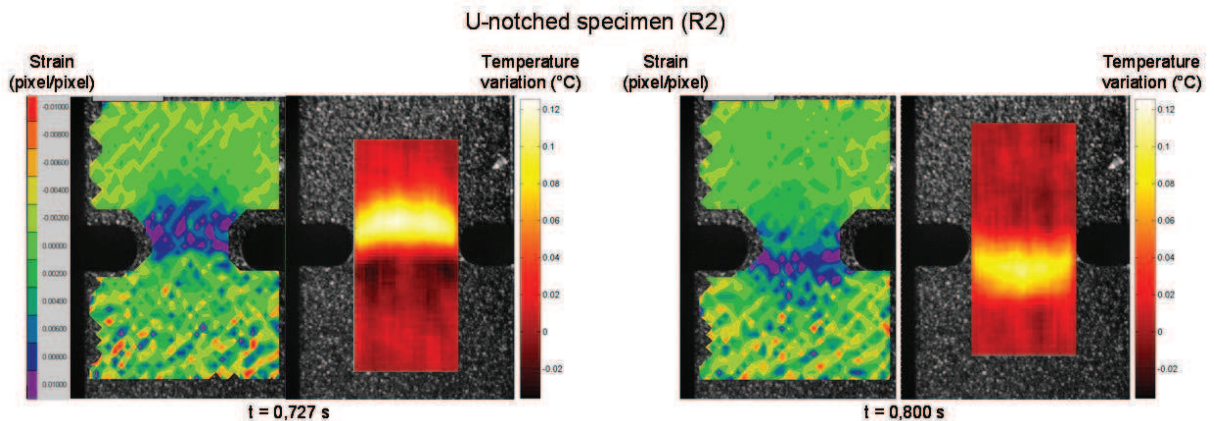 U-notched specimen (R2)
Strain
(pixel/pixel)
Temperature
variation (°C)
Strain
(pixel/pixel)
Temperature
variation (°C)
-0.01000
-0.00800
-0.00600
-0.00400
-0.00200
0.00000
0.00200
0.00400
0.00600
0.00800
0.01000
0.12
0.1
0.08
0.06
0.04
0.02
0
-0.02
0.12
0.1
0.08
0.06
0.04
0.02
0
-0.02
t = 0,727 s
t = 0,800 s